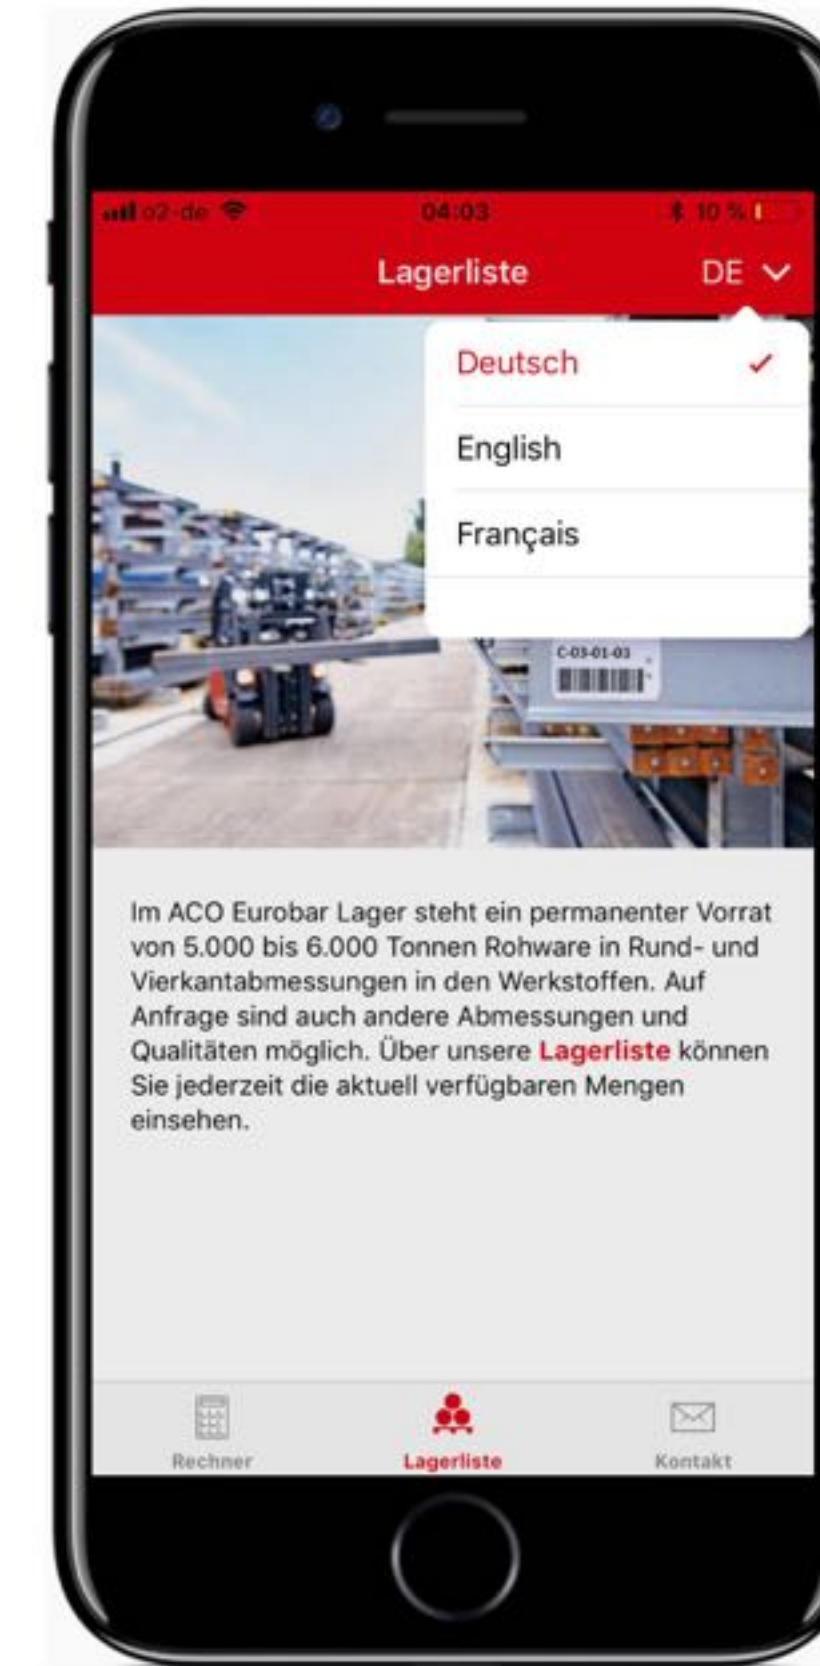 o2-de 04:03 10 %
Lagerliste DE
Deutsch
English
Français
C-03-01-03
Im ACO Eurobar Lager steht ein permanenter Vorrat
von 5.000 bis 6.000 Tonnen Rohware in Rund- und
Vierkantabmessungen in den Werkstoffen. Auf
Anfrage sind auch andere Abmessungen und
Qualitäten möglich. Über unsere Lagerliste können
Sie jederzeit die aktuell verfügbaren Mengen
einsehen.
Rechner Lagerliste Kontakt